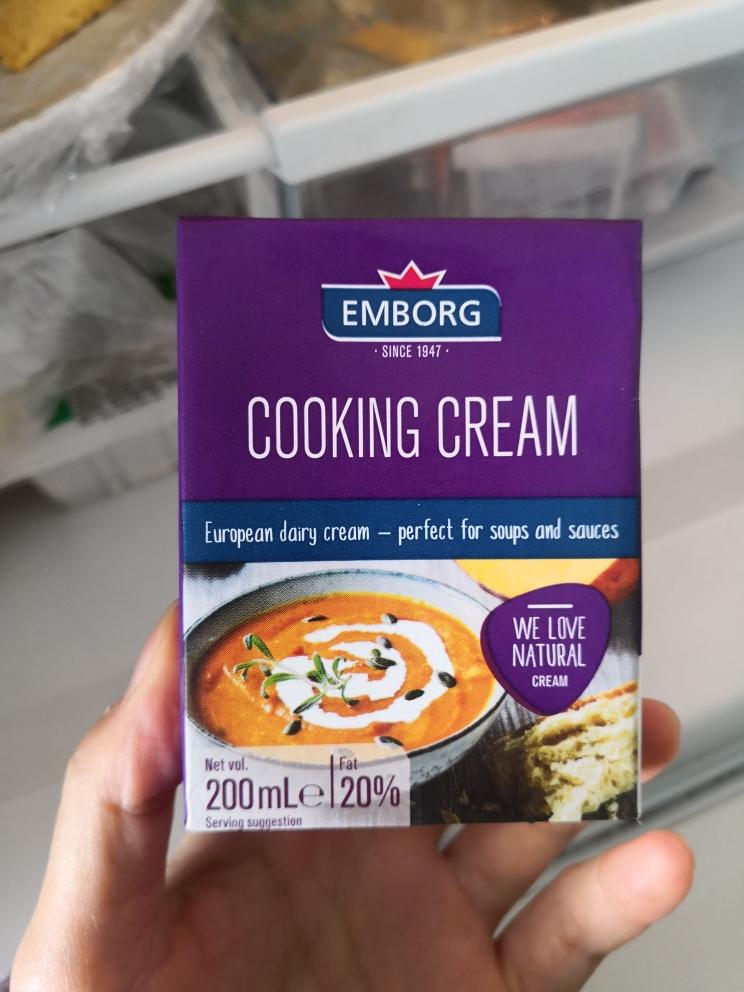 EMBORG
· SINCE 1947 ·
COOKING CREAM
European dairy cream – perfect for soups and sauces
WE LOVE
NATURAL
CREAM
Net vol.
200mL℮
Fat
20%
Serving suggestion